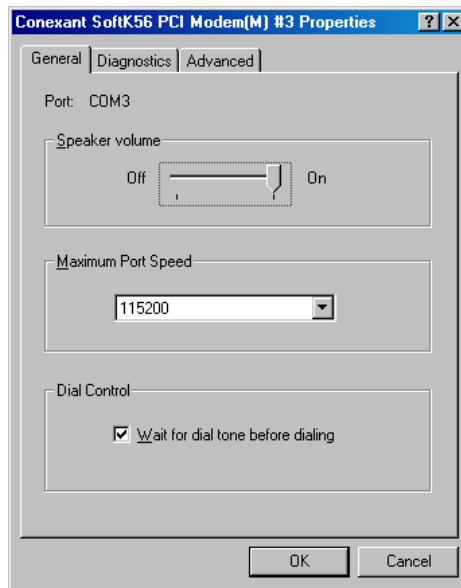 Conexant SoftK56 PCI Modem(M) #3 Properties
General Diagnostics Advanced
Port: COM3
Speaker volume
Off On
Maximum Port Speed
115200
Dial Control
Wait for dial tone before dialing
OK Cancel